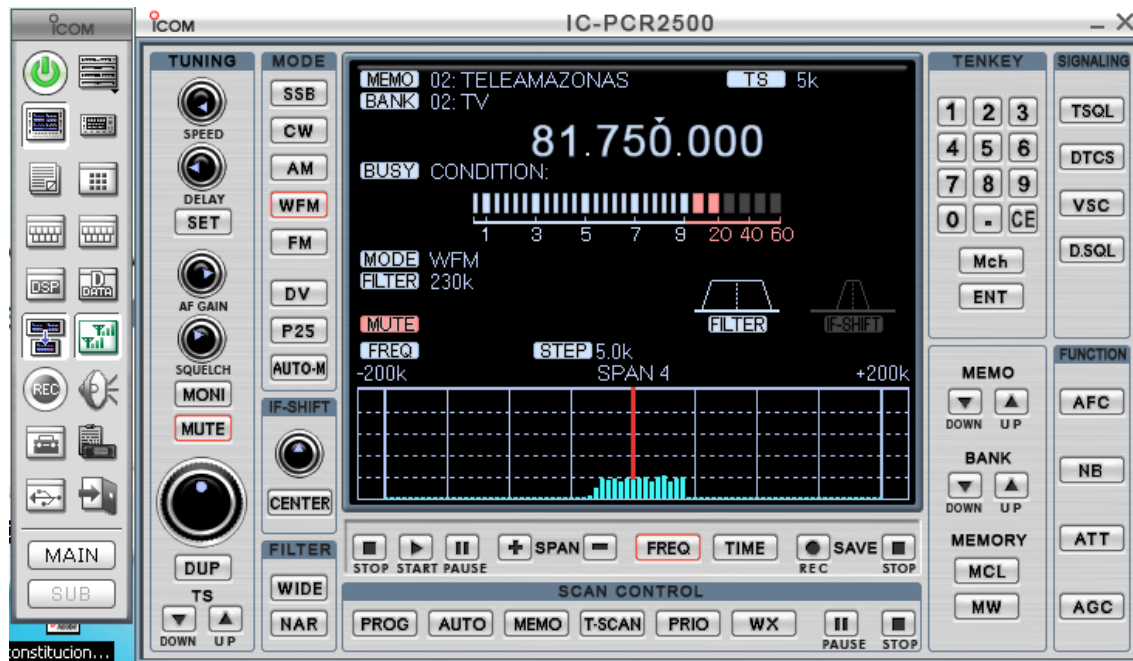 ICOM
ICOM IC-PCR2500
TUNING
SPEED
DELAY
SET
AF GAIN
SQUELCH
MONI
MUTE
DUP
TS
DOWN UP
MODE
SSB
CW
AM
WFM
FM
DV
P25
AUTO-M
IF-SHIFT
CENTER
FILTER
WIDE
NAR
MEMO 02: TELEAMAZONAS TS 5k
BANK 02: TV
81.750.000
BUSY CONDITION:
1 3 5 7 9 20 40 60
MODE WFM
FILTER 230k
FILTER IF-SHIFT
MUTE
FREQ STEP 5.0k
-200k SPAN 4 +200k
STOP START PAUSE + SPAN - FREQ TIME REC SAVE STOP
SCAN CONTROL
PROG AUTO MEMO T-SCAN PRIO WX PAUSE STOP
TENKEY
1 2 3
4 5 6
7 8 9
0 . CE
Mch
ENT
MEMO
DOWN UP
BANK
DOWN UP
MEMORY
MCL
MW
SIGNALING
TSQL
DTCS
VSC
D.SQL
FUNCTION
AFC
NB
ATT
AGC
DSP
D DATA
REC
MAIN
SUB
Adobe
constitucion...